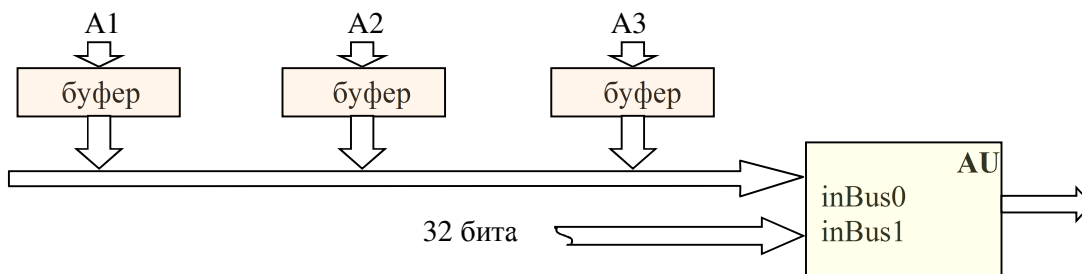 A1 A2 A3
буфер буфер буфер
AU
inBus0
inBus1
32 бита